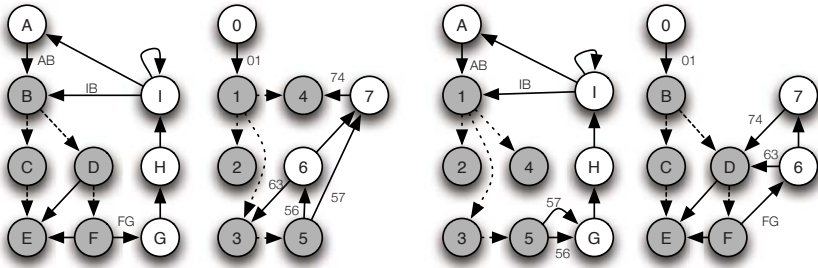 A 0 A 0
AB 01 AB 01
B IB I 1 4 74 7 1 IB I B 7
74
C D H 2 6 2 4 H C D 63 6
63 57
56 57 FG
E F FG G 3 5 3 5 56 G E F